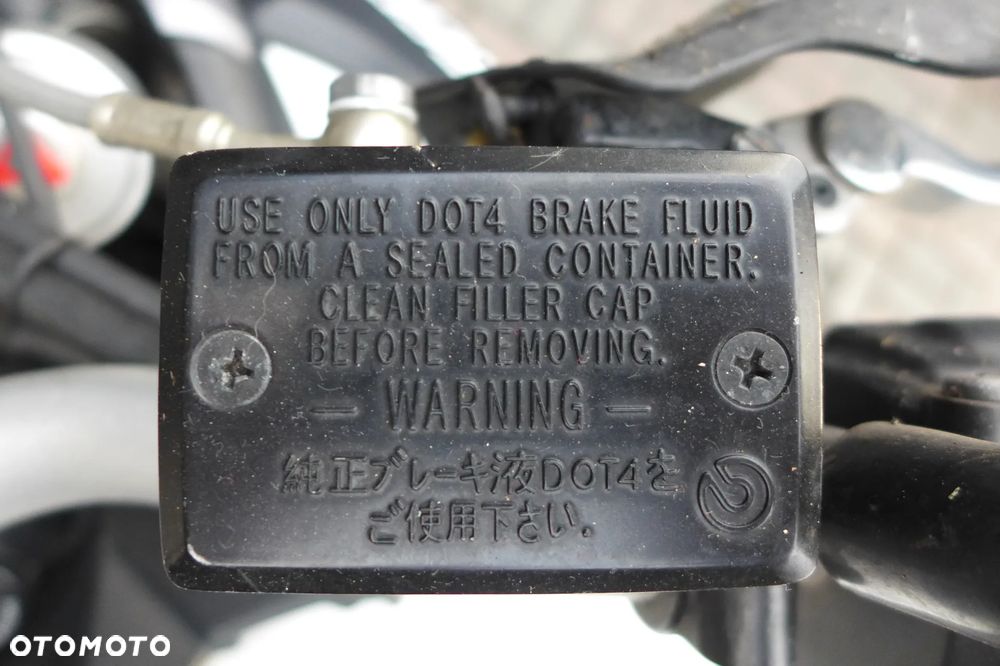 USE ONLY DOT4 BRAKE FLUID
FROM A SEALED CONTAINER.
CLEAN FILLER CAP
BEFORE REMOVING.
— WARNING —
純正ブレーキ液DOT4を
ご使用下さい.
OTOMOTO